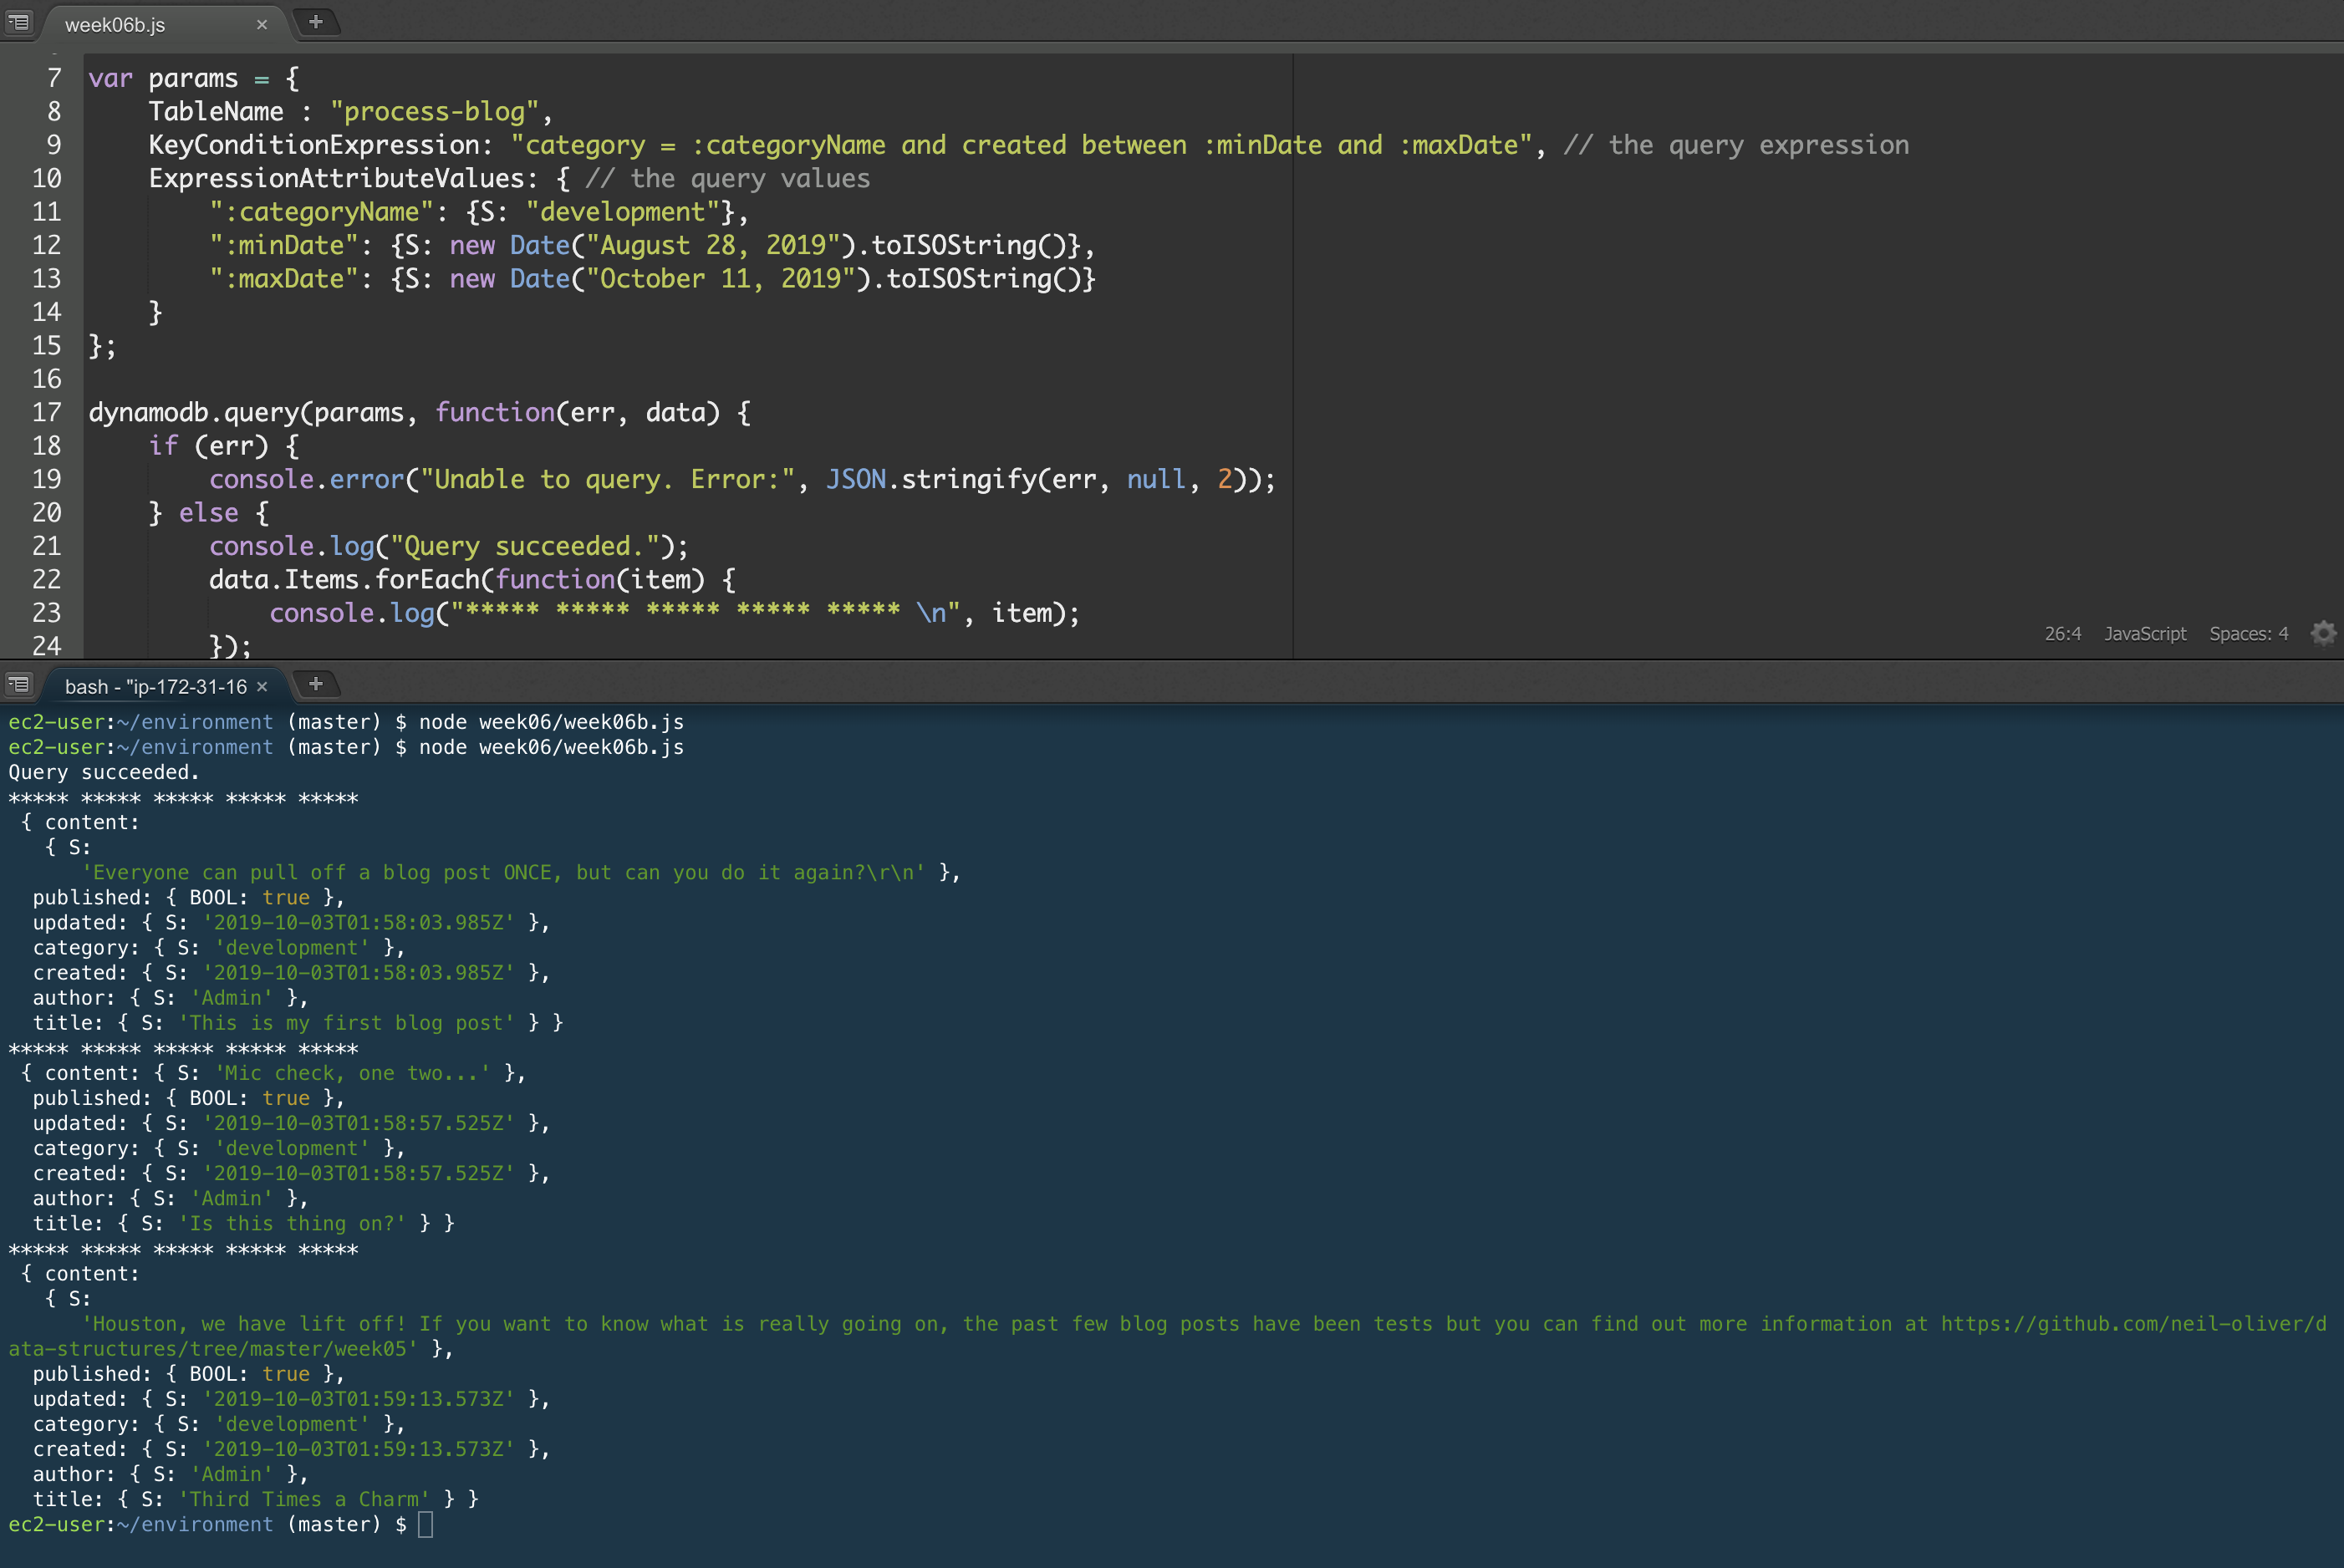 week06b.js
7 var params = {
8     TableName : "process-blog",
9     KeyConditionExpression: "category = :categoryName and created between :minDate and :maxDate", // the query expression
10     ExpressionAttributeValues: { // the query values
11         ":categoryName": {S: "development"},
12         ":minDate": {S: new Date("August 28, 2019").toISOString()},
13         ":maxDate": {S: new Date("October 11, 2019").toISOString()}
14     }
15 };
16
17 dynamodb.query(params, function(err, data) {
18     if (err) {
19         console.error("Unable to query. Error:", JSON.stringify(err, null, 2));
20     } else {
21         console.log("Query succeeded.");
22         data.Items.forEach(function(item) {
23             console.log("***** ***** ***** ***** ***** \n", item);
24         });
26:4 JavaScript Spaces: 4
bash - "ip-172-31-16
ec2-user:~/environment (master) $ node week06/week06b.js
ec2-user:~/environment (master) $ node week06/week06b.js
Query succeeded.
***** ***** ***** ***** *****
 { content:
   { S:
      'Everyone can pull off a blog post ONCE, but can you do it again?\r\n' },
  published: { BOOL: true },
  updated: { S: '2019-10-03T01:58:03.985Z' },
  category: { S: 'development' },
  created: { S: '2019-10-03T01:58:03.985Z' },
  author: { S: 'Admin' },
  title: { S: 'This is my first blog post' } }
***** ***** ***** ***** *****
 { content: { S: 'Mic check, one two...' },
  published: { BOOL: true },
  updated: { S: '2019-10-03T01:58:57.525Z' },
  category: { S: 'development' },
  created: { S: '2019-10-03T01:58:57.525Z' },
  author: { S: 'Admin' },
  title: { S: 'Is this thing on?' } }
***** ***** ***** ***** *****
 { content:
   { S:
      'Houston, we have lift off! If you want to know what is really going on, the past few blog posts have been tests but you can find out more information at https://github.com/neil-oliver/d
ata-structures/tree/master/week05' },
  published: { BOOL: true },
  updated: { S: '2019-10-03T01:59:13.573Z' },
  category: { S: 'development' },
  created: { S: '2019-10-03T01:59:13.573Z' },
  author: { S: 'Admin' },
  title: { S: 'Third Times a Charm' } }
ec2-user:~/environment (master) $